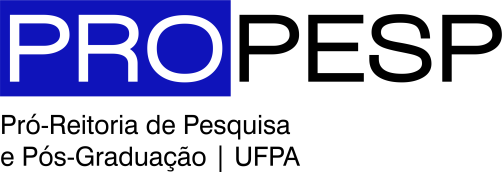 PROPESP
Pró-Reitoria de Pesquisa
e Pós-Graduação | UFPA